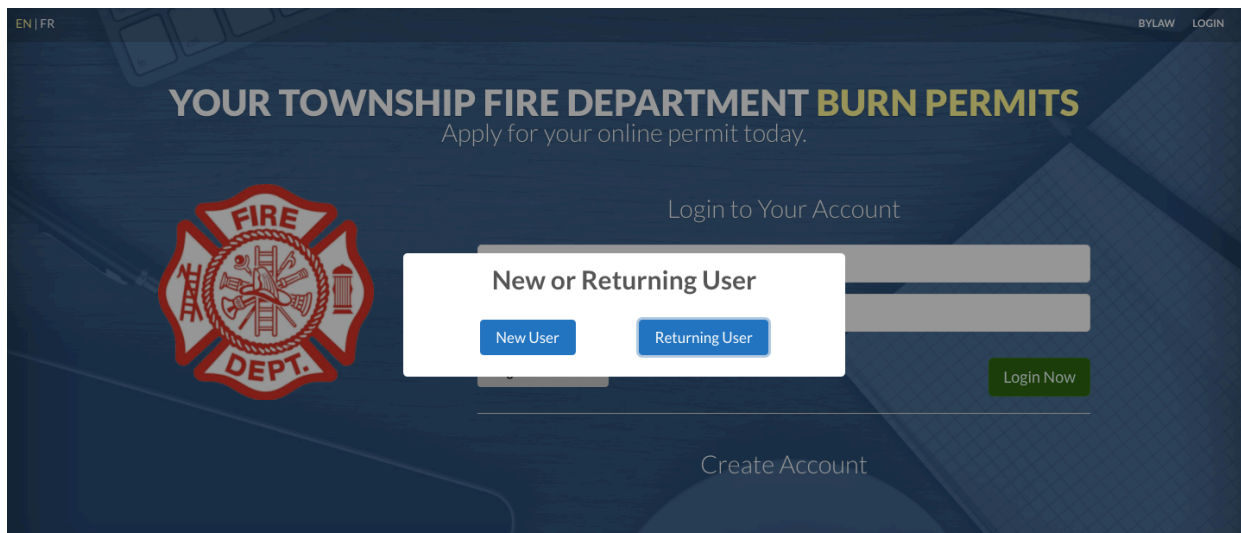 EN | FR
BYLAW LOGIN
YOUR TOWNSHIP FIRE DEPARTMENT BURN PERMITS
Apply for your online permit today.
FIRE
DEPT.
Login to Your Account
New or Returning User
New User Returning User
Login Now
Create Account